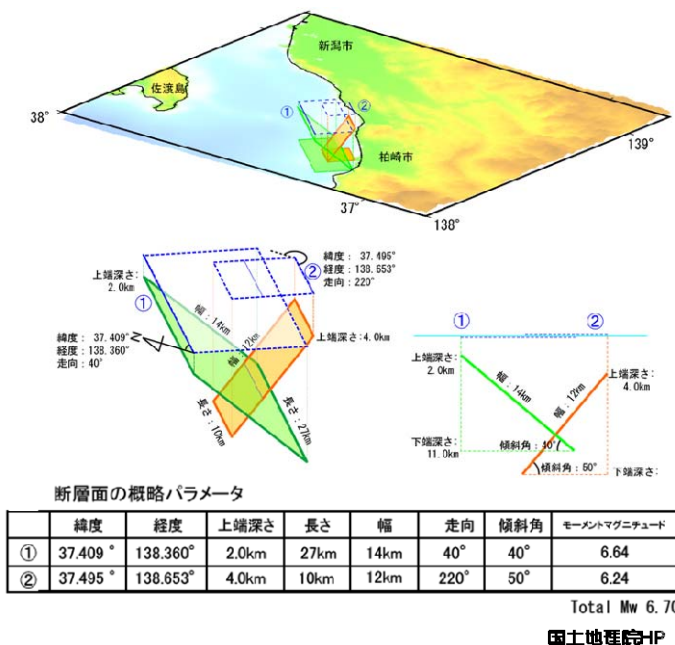 新潟市
佐渡島
①
②
38°
柏崎市
139°
37°
138°
上端深さ:
2.0km
①
②
緯度: 37.495°
経度: 138.653°
走向: 220°
幅:14km
幅:12km
緯度: 37.409°
経度: 138.360°
走向: 40°
N
上端深さ:4.0km
長さ:10km
長さ:27km
①
②
上端深さ:
2.0km
上端深さ:
4.0km
幅:14km
幅:12km
下端深さ:
11.0km
傾斜角: 40°
傾斜角: 50°
下端深さ:
断層面の概略パラメータ
緯度 経度 上端深さ 長さ 幅 走向 傾斜角 モーメントマグニチュード
① 37.409 ° 138.360° 2.0km 27km 14km 40° 40° 6.64
② 37.495 ° 138.653° 4.0km 10km 12km 220° 50° 6.24
Total Mw 6.70
国土地理院HP